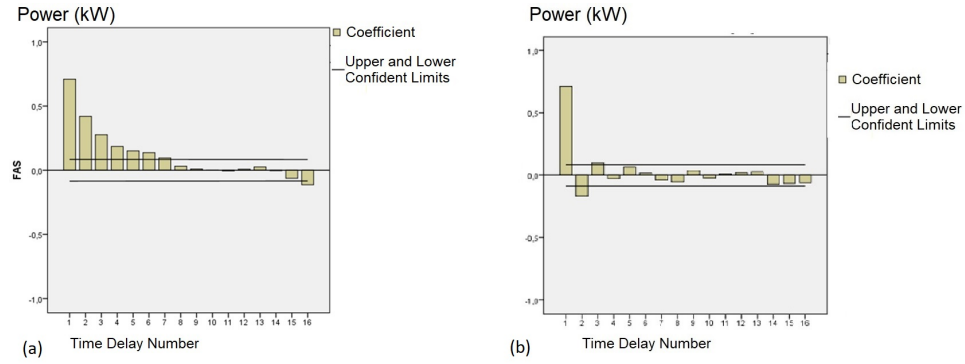 Power (kW)
Coefficient
Upper and Lower
Confident Limits
1,0
0,5
0,0
-0,5
-1,0
FAS
1 2 3 4 5 6 7 8 9 10 11 12 13 14 15 16
(a)
Time Delay Number
Power (kW)
Coefficient
Upper and Lower
Confident Limits
1,0
0,5
0,0
-0,5
-1,0
1 2 3 4 5 6 7 8 9 10 11 12 13 14 15 16
(b)
Time Delay Number